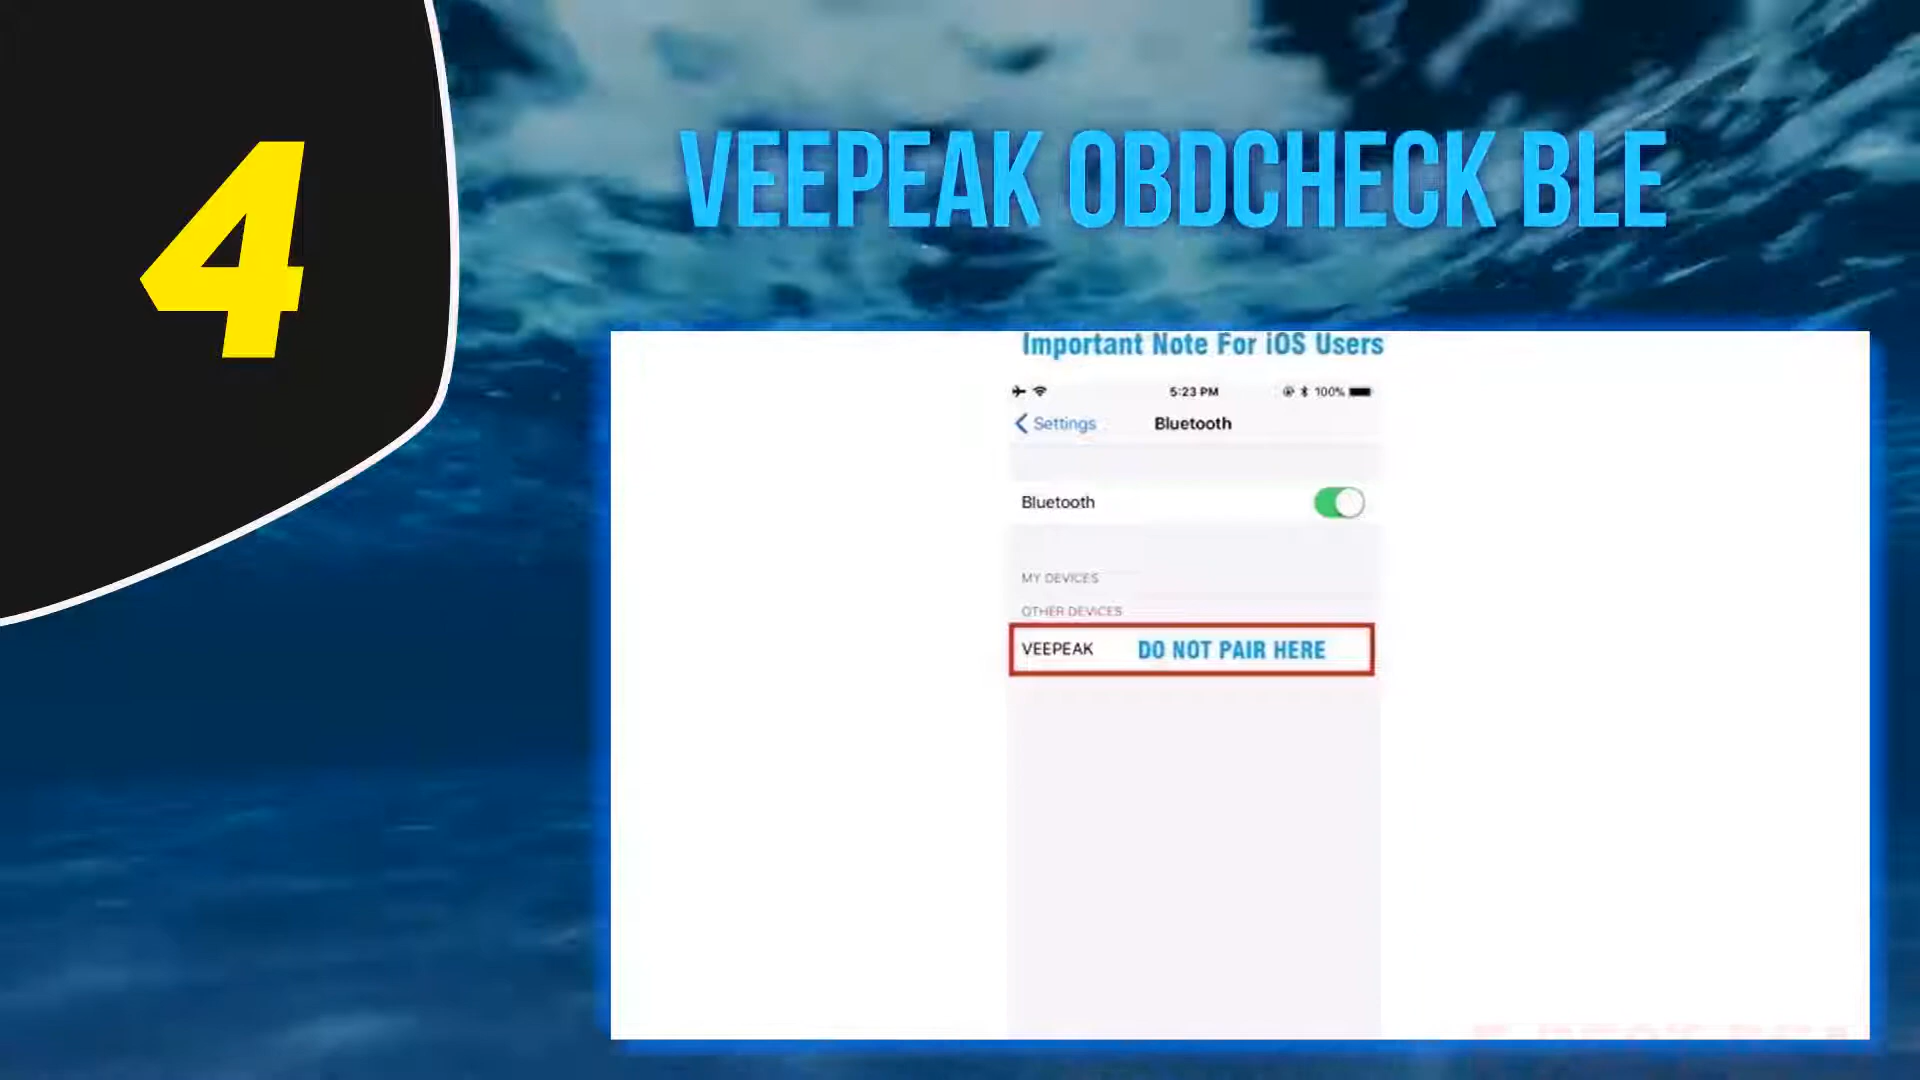 4
VEEPEAK OBDCHECK BLE
Important Note For iOS Users
5:23 PM
100%
Settings
Bluetooth
Bluetooth
MY DEVICES
OTHER DEVICES
VEEPEAK DO NOT PAIR HERE